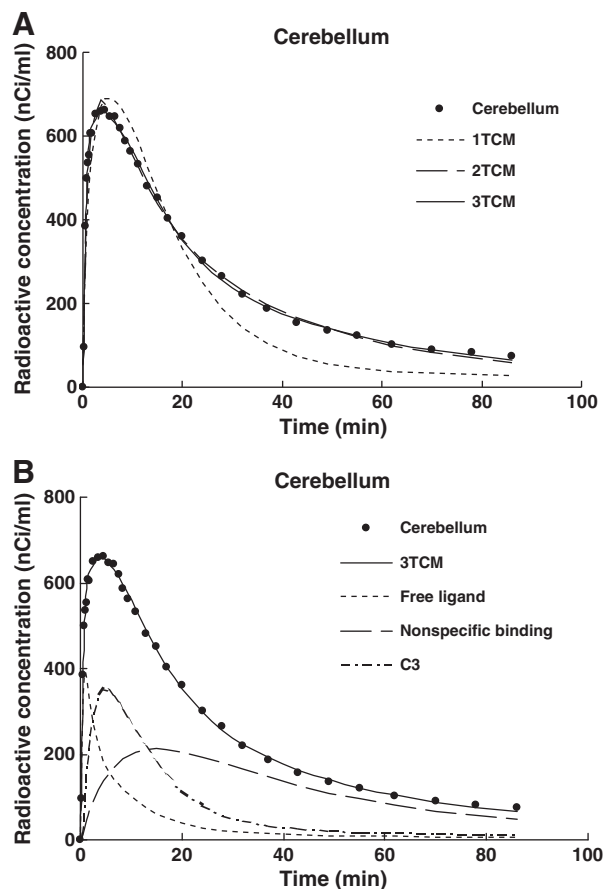 A
Cerebellum
Radioactive concentration (nCi/ml)
800
600
400
200
0
Cerebellum
1TCM
2TCM
3TCM
0
20
40
60
80
100
Time (min)
B
Cerebellum
Radioactive concentration (nCi/ml)
800
600
400
200
0
Cerebellum
3TCM
Free ligand
Nonspecific binding
C3
0
20
40
60
80
100
Time (min)